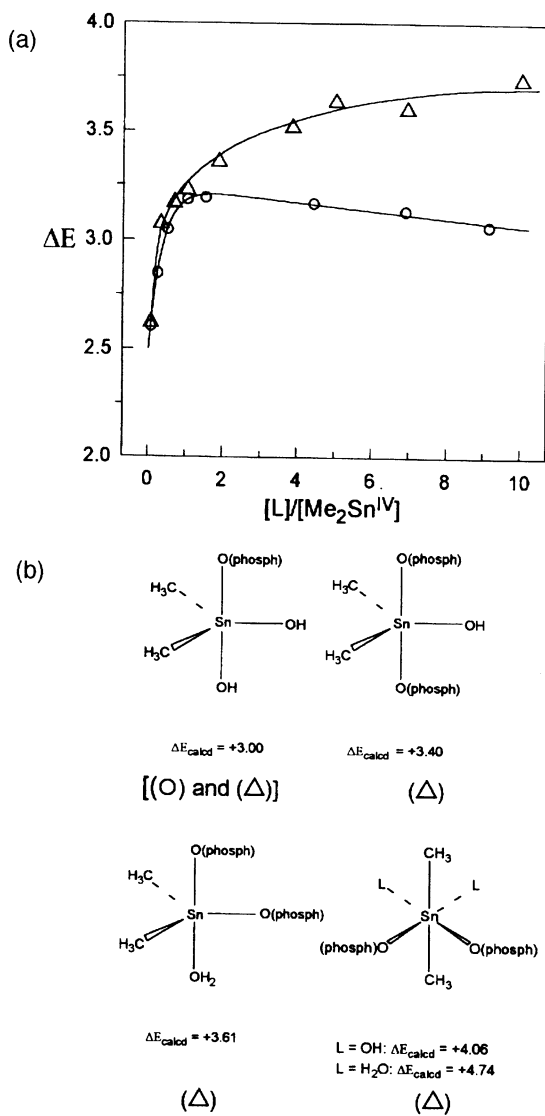 (a)
4.0
3.5
3.0
2.5
2.0
ΔE
0 2 4 6 8 10
[L]/[Me₂Snᴵⱽ]
(b)
O(phosph)
H₃C
Sn OH
H₃C
OH
ΔEcalcd = +3.00
[(O) and (Δ)]
O(phosph)
H₃C
Sn OH
H₃C
O(phosph)
ΔEcalcd = +3.40
(Δ)
O(phosph)
H₃C
Sn O(phosph)
H₃C
OH₂
ΔEcalcd = +3.61
(Δ)
CH₃
L L
Sn
(phosph)O O(phosph)
CH₃
L = OH: ΔEcalcd = +4.06
L = H₂O: ΔEcalcd = +4.74
(Δ)